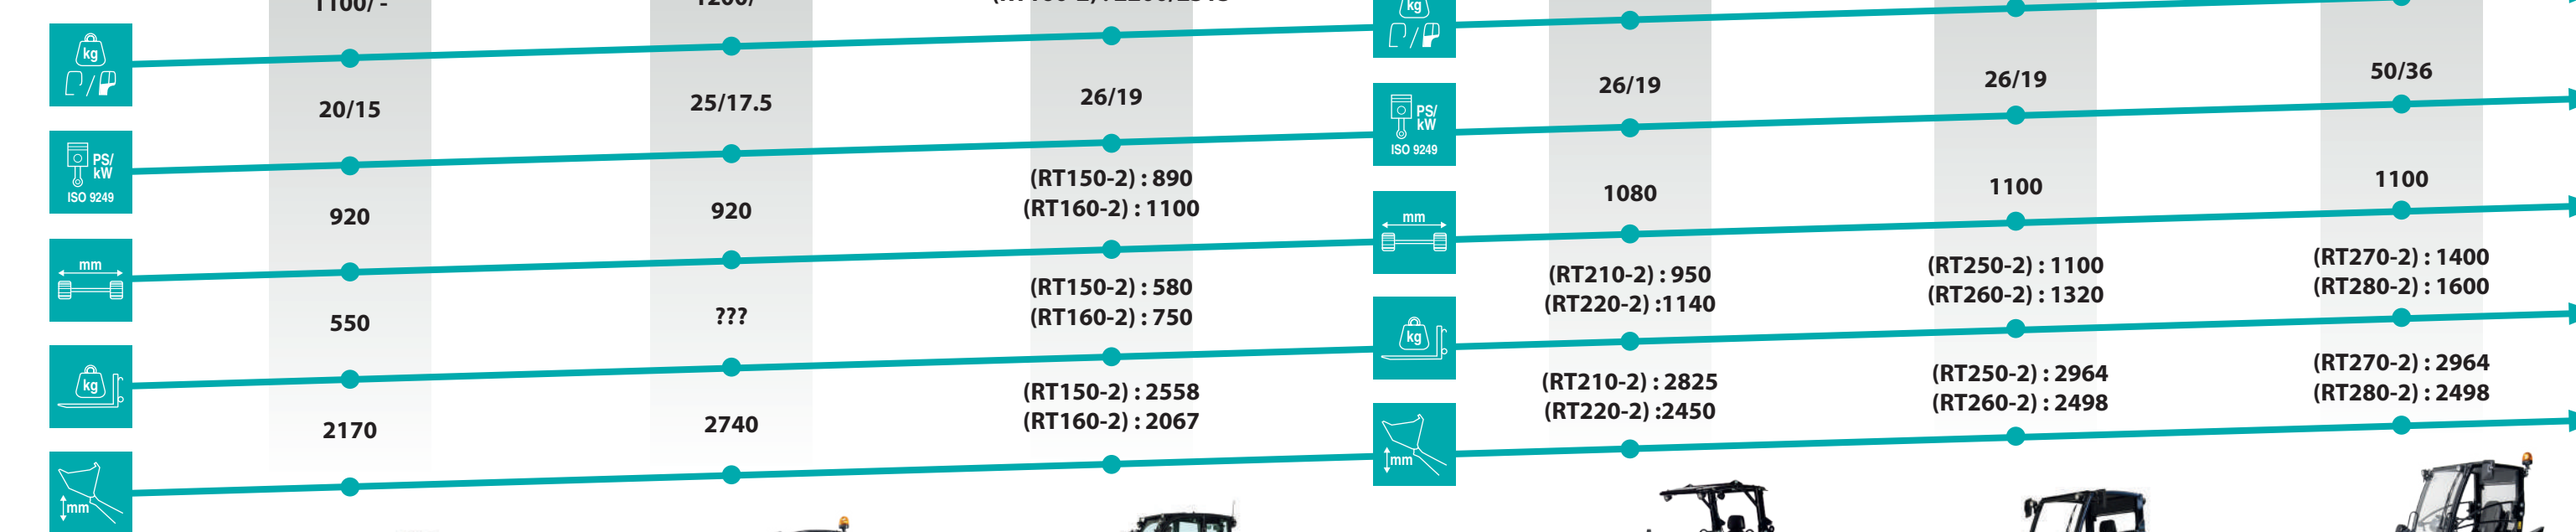 1100/ -
1200/
kg
kg
20/15
25/17.5
26/19
26/19
26/19
50/36
PS/
kW
ISO 9249
PS/
kW
ISO 9249
920
920
(RT150-2) : 890
(RT160-2) : 1100
1080
1100
1100
mm
mm
550
???
(RT150-2) : 580
(RT160-2) : 750
(RT210-2) : 950
(RT220-2) :1140
(RT250-2) : 1100
(RT260-2) : 1320
(RT270-2) : 1400
(RT280-2) : 1600
kg
kg
2170
2740
(RT150-2) : 2558
(RT160-2) : 2067
(RT210-2) : 2825
(RT220-2) :2450
(RT250-2) : 2964
(RT260-2) : 2498
(RT270-2) : 2964
(RT280-2) : 2498
mm
mm